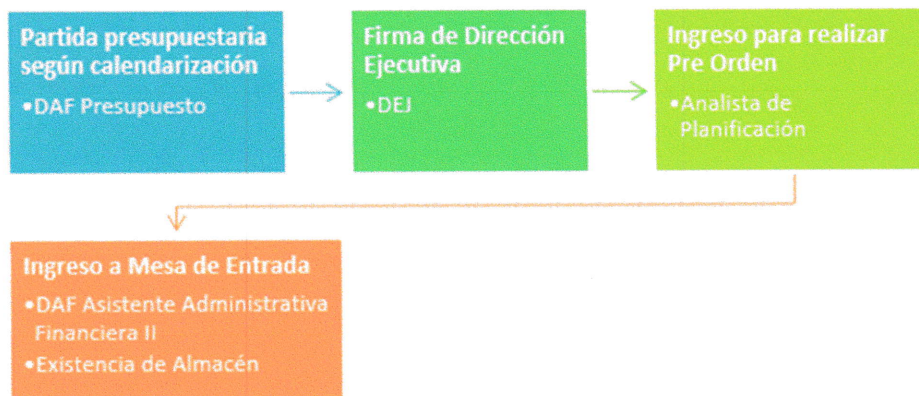 Partida presupuestaria
según calendarización
•DAF Presupuesto
Firma de Dirección
Ejecutiva
•DEJ
Ingreso para realizar
Pre Orden
•Analista de
Planificación
Ingreso a Mesa de Entrada
•DAF Asistente Administrativa
Financiera II
•Existencia de Almacén